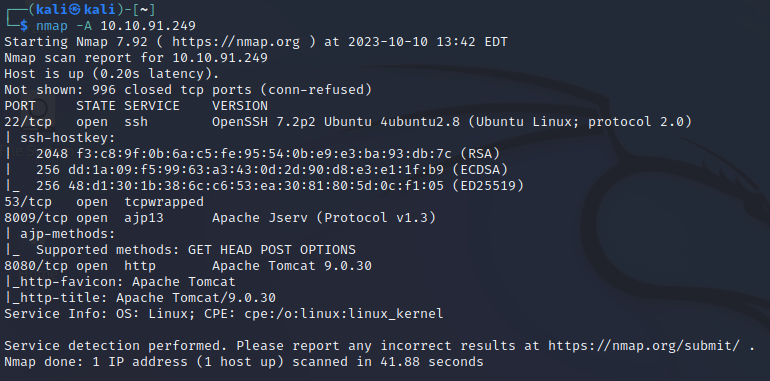 ┌──(kali㉿kali)-[~]
└─$ nmap -A 10.10.91.249
Starting Nmap 7.92 ( https://nmap.org ) at 2023-10-10 13:42 EDT
Nmap scan report for 10.10.91.249
Host is up (0.20s latency).
Not shown: 996 closed tcp ports (conn-refused)
PORT     STATE SERVICE    VERSION
22/tcp   open  ssh        OpenSSH 7.2p2 Ubuntu 4ubuntu2.8 (Ubuntu Linux; protocol 2.0)
| ssh-hostkey:
|   2048 f3:c8:9f:0b:6a:c5:fe:95:54:0b:e9:e3:ba:93:db:7c (RSA)
|   256 dd:1a:09:f5:99:63:a3:43:0d:2d:90:d8:e3:e1:1f:b9 (ECDSA)
|_  256 48:d1:30:1b:38:6c:c6:53:ea:30:81:80:5d:0c:f1:05 (ED25519)
53/tcp   open  tcpwrapped
8009/tcp open  ajp13      Apache Jserv (Protocol v1.3)
| ajp-methods:
|_  Supported methods: GET HEAD POST OPTIONS
8080/tcp open  http       Apache Tomcat 9.0.30
|_http-favicon: Apache Tomcat
|_http-title: Apache Tomcat/9.0.30
Service Info: OS: Linux; CPE: cpe:/o:linux:linux_kernel

Service detection performed. Please report any incorrect results at https://nmap.org/submit/ .
Nmap done: 1 IP address (1 host up) scanned in 41.88 seconds